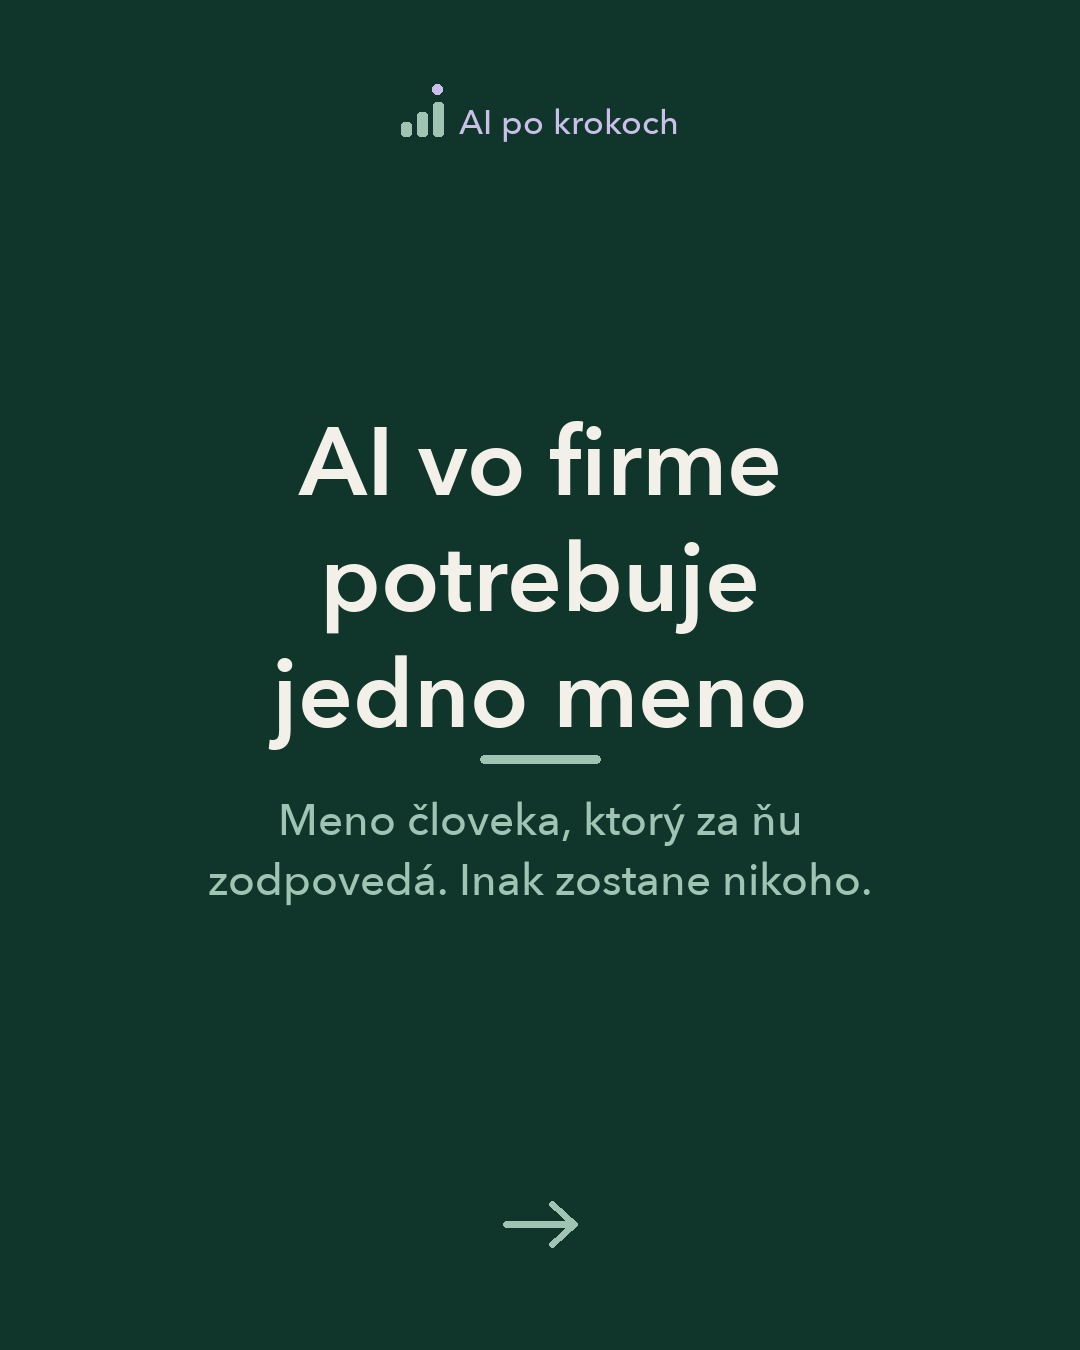 AI po krokoch
AI vo firme
potrebuje
jedno meno
Meno človeka, ktorý za ňu
zodpovedá. Inak zostane nikoho.